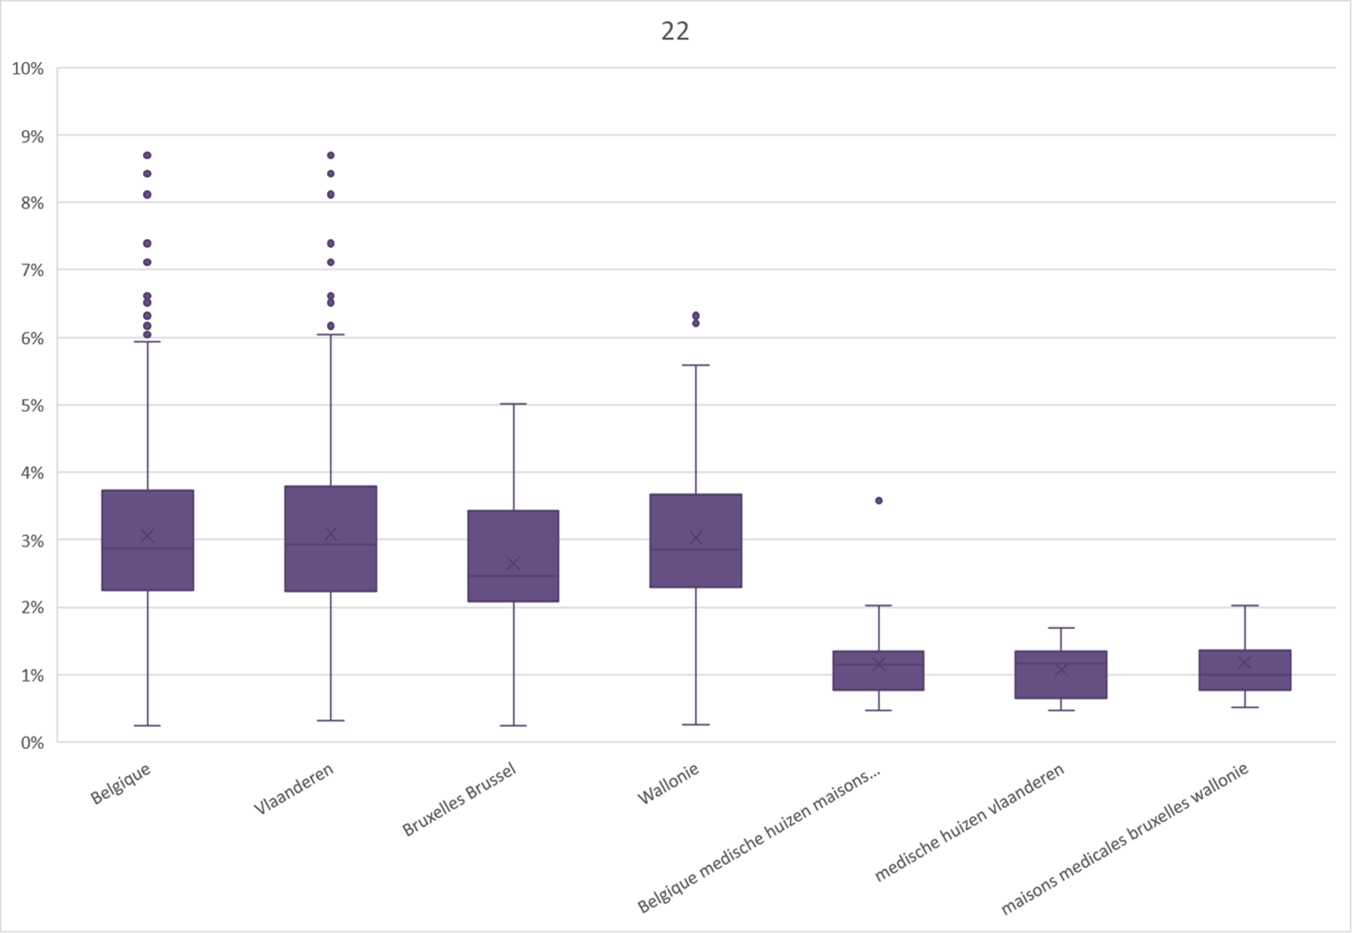 22
10%
9%
8%
7%
6%
5%
4%
3%
2%
1%
0%
Belgique
Vlaanderen
Bruxelles Brussel
Wallonie
Belgique medische huizen maisons...
medische huizen vlaanderen
maisons medicales bruxelles wallonie